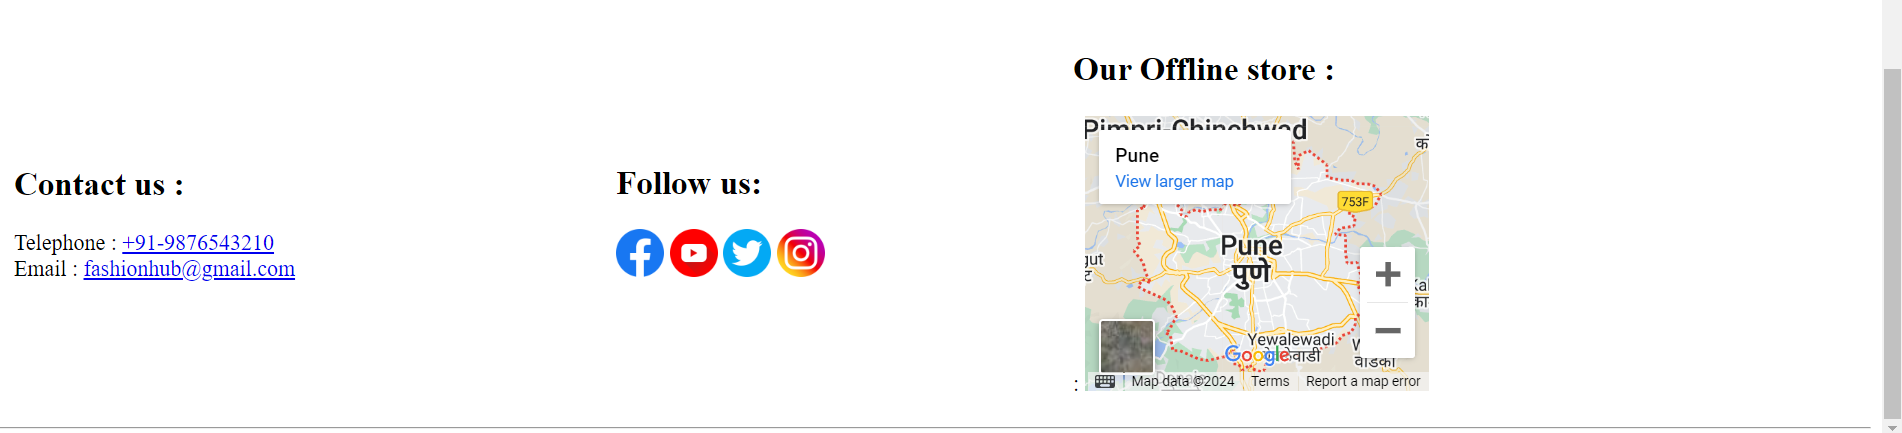 Our Offline store :
Contact us :
Telephone : +91-9876543210
Email : fashionhub@gmail.com
Follow us:
Pimpri-Chinchwad
Pune
View larger map
753F
Pune
पुणे
Yewalewadi
Google
:
Map data ©2024
Terms
Report a map error